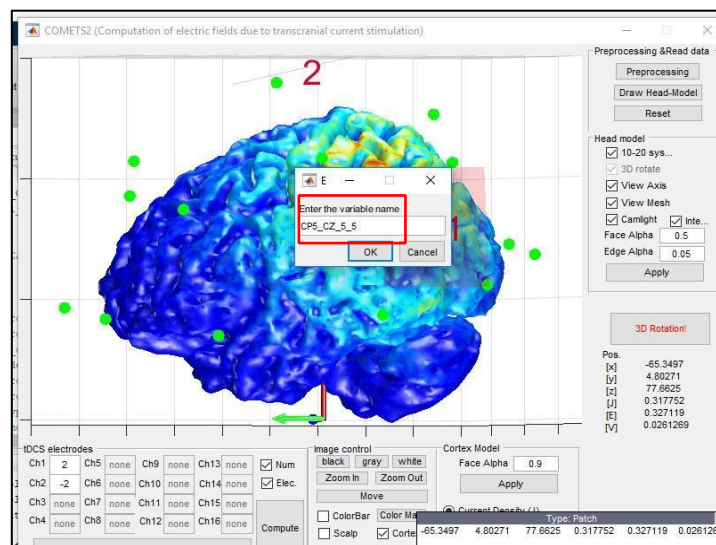 COMETS2 (Computation of electric fields due to transcranial current stimulation)
Preprocessing &Read data
Preprocessing
Draw Head-Model
Reset
Head model
10-20 sys...
3D rotate
View Axis
View Mesh
Camlight
Inte...
Face Alpha 0.5
Edge Alpha 0.05
Apply
3D Rotation!
Pos.
[x] -65.3497
[y] 4.80271
[z] 77.6625
[J] 0.317752
[E] 0.327119
[V] 0.0261269
2
1
E
Enter the variable name
CP5_CZ_5_5
OK
Cancel
tDCS electrodes
Ch1 2 Ch5 none Ch9 none Ch13 none
Ch2 -2 Ch6 none Ch10 none Ch14 none
Ch3 none Ch7 none Ch11 none Ch15 none
Ch4 none Ch8 none Ch12 none Ch16 none
Num
Elec.
Compute
Image control
black gray white
Zoom In Zoom Out
Move
ColorBar Color Ma
Scalp Corte
Cortex Model
Face Alpha 0.9
Apply
Current Density (J)
Type: Patch
-65.3497 4.80271 77.6625 0.317752 0.327119 0.026126